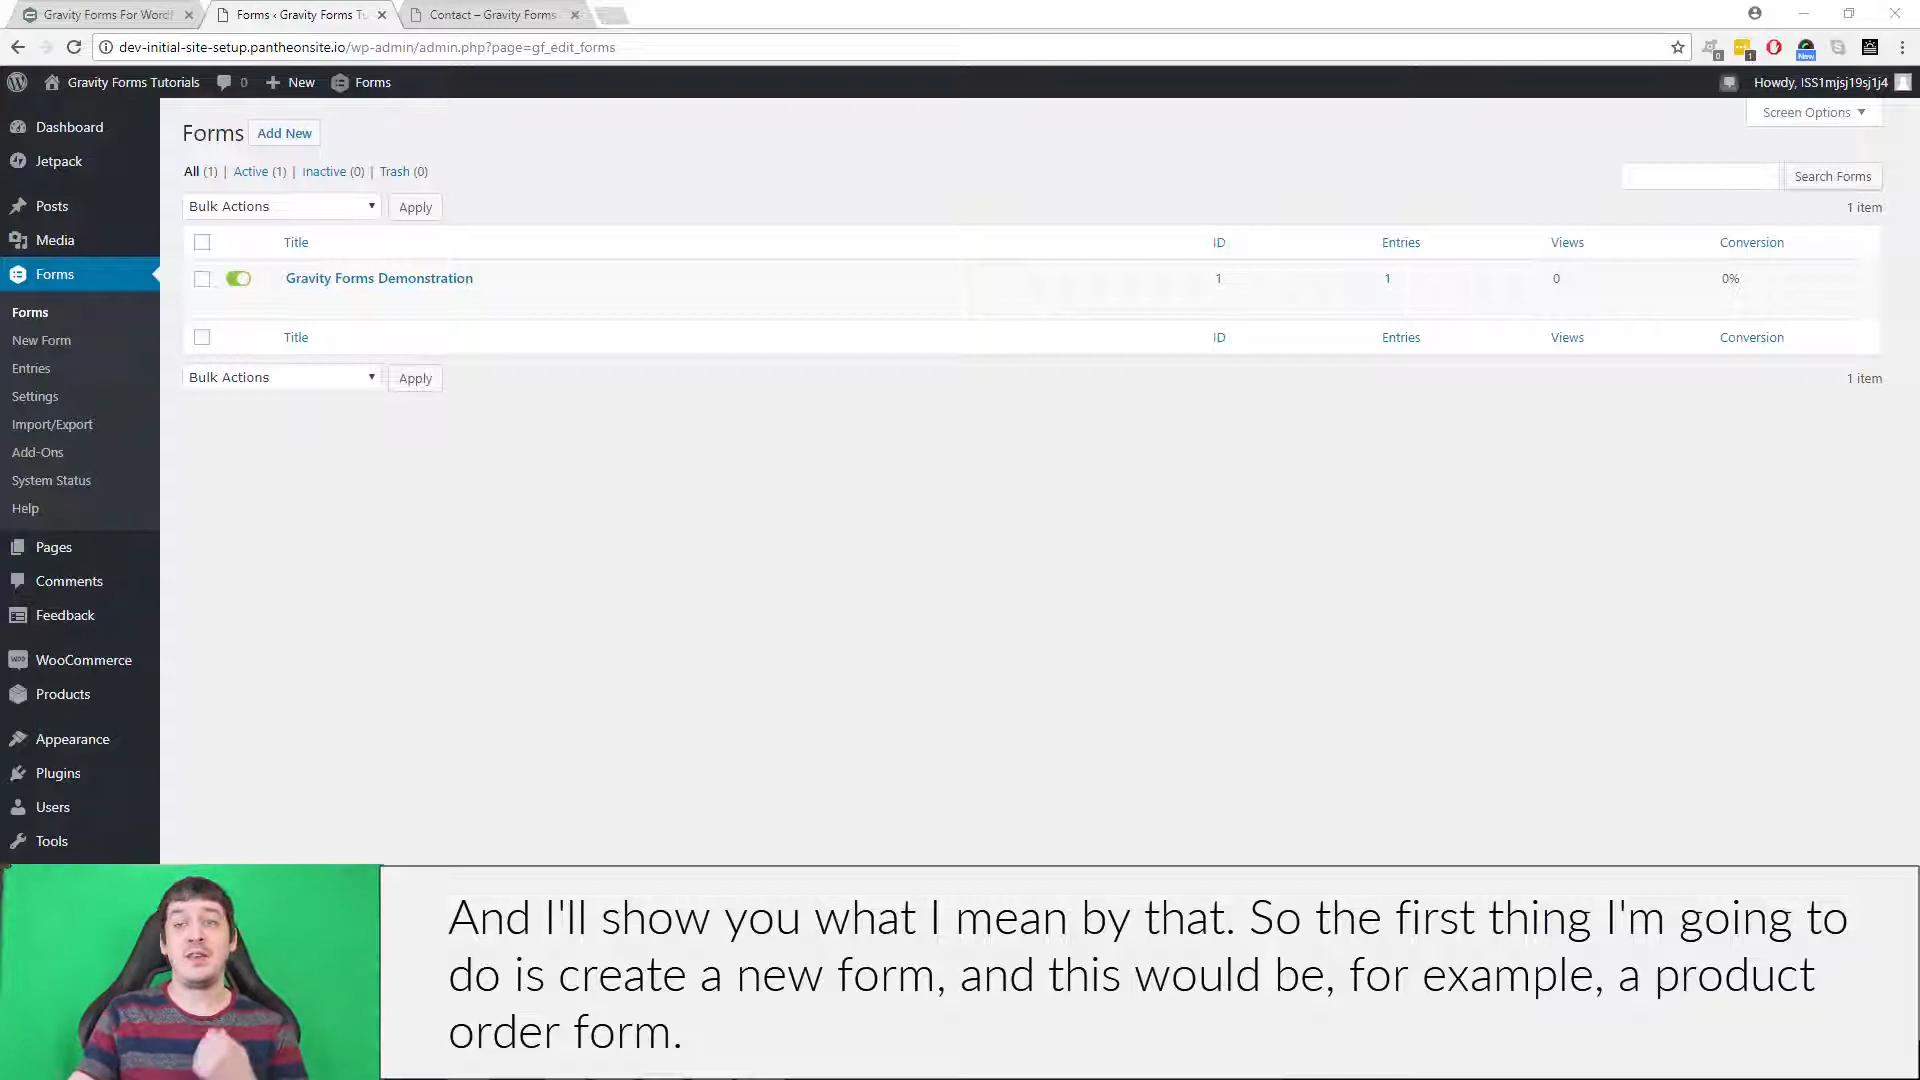 Gravity Forms For Word
Forms ‹ Gravity Forms Tu
Contact – Gravity Forms
dev-initial-site-setup.pantheonsite.io/wp-admin/admin.php?page=gf_edit_forms
0
1
New
Gravity Forms Tutorials
0
New
Forms
Howdy, ISS1mjsj19sj1j4
Dashboard
Jetpack
Posts
Media
Forms
Forms
New Form
Entries
Settings
Import/Export
Add-Ons
System Status
Help
Pages
Comments
Feedback
WooCommerce
Products
Appearance
Plugins
Users
Tools
Screen Options
Forms Add New
All (1) | Active (1) | Inactive (0) | Trash (0)
Search Forms
Bulk Actions Apply
1 item
Title ID Entries Views Conversion
Gravity Forms Demonstration 1 1 0 0%
Title ID Entries Views Conversion
Bulk Actions Apply
1 item
And I'll show you what I mean by that. So the first thing I'm going to
do is create a new form, and this would be, for example, a product
order form.